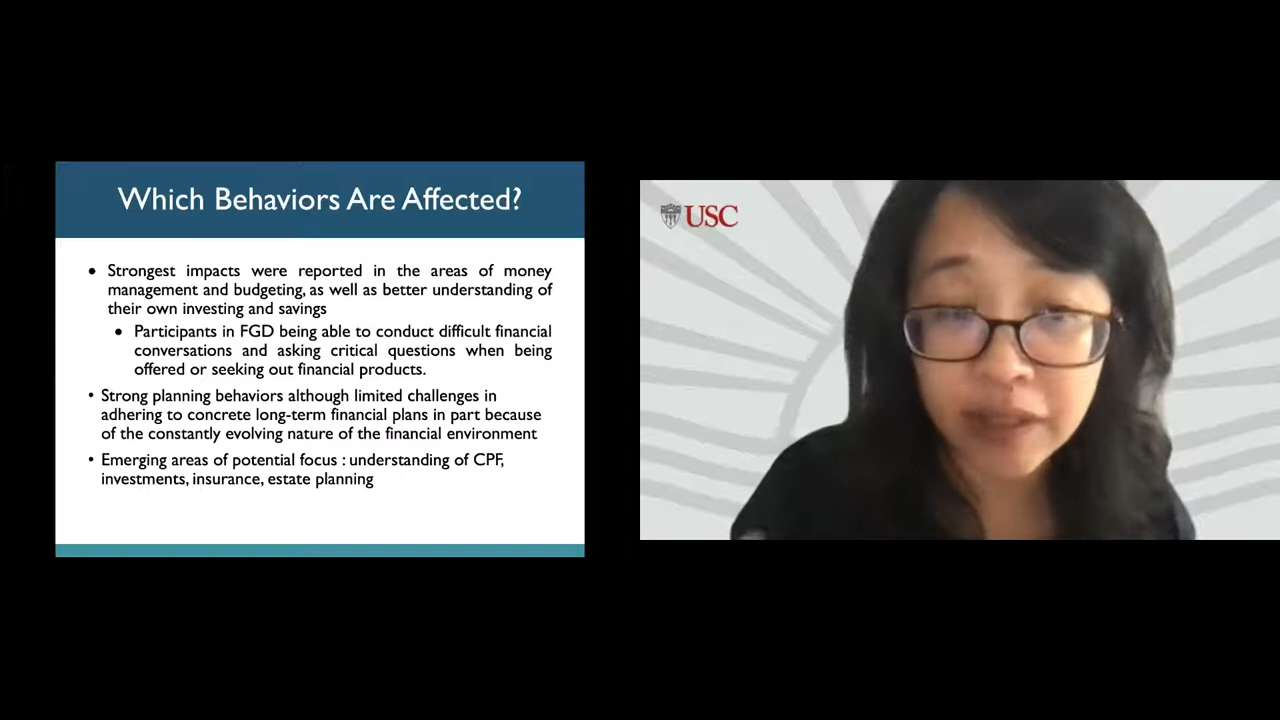 Which Behaviors Are Affected?
• Strongest impacts were reported in the areas of money
management and budgeting, as well as better understanding of
their own investing and savings
• Participants in FGD being able to conduct difficult financial
conversations and asking critical questions when being
offered or seeking out financial products.
• Strong planning behaviors although limited challenges in
adhering to concrete long-term financial plans in part because
of the constantly evolving nature of the financial environment
• Emerging areas of potential focus : understanding of CPF,
investments, insurance, estate planning
USC